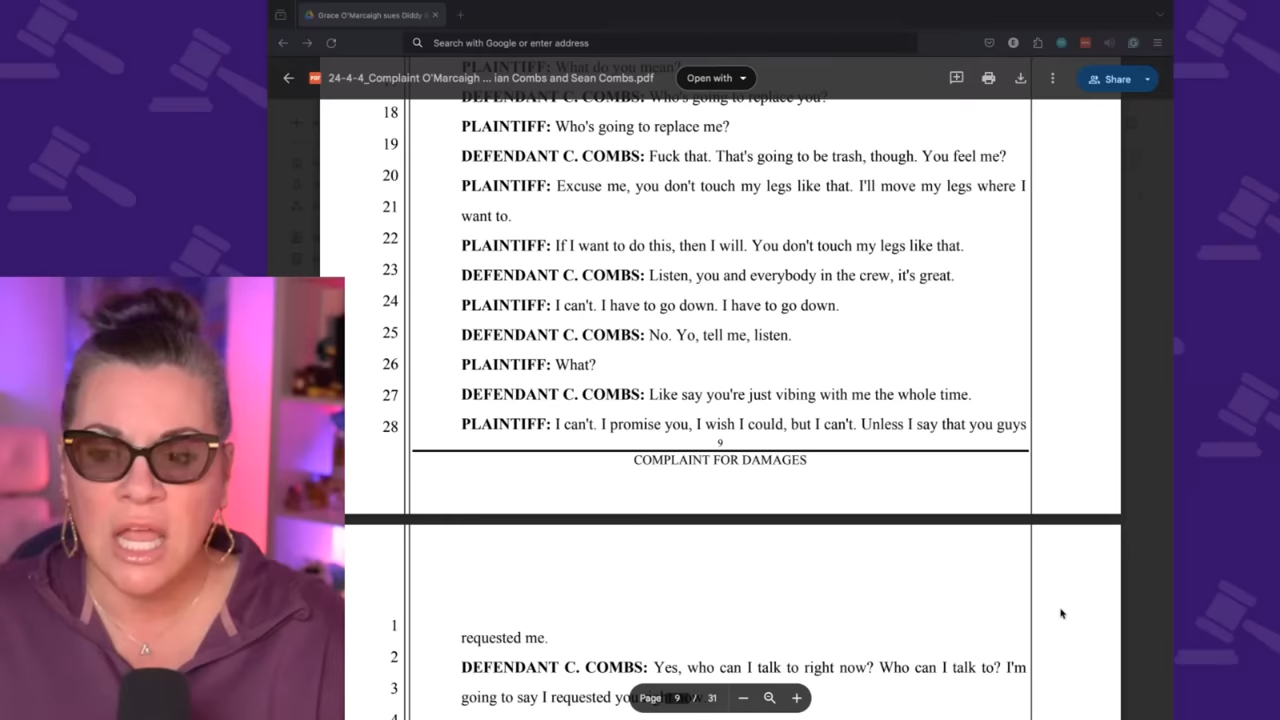 Grace O'Marcaigh sues Diddy
Search with Google or enter address
24-4-4_Complaint O'Marcaigh ... ian Combs and Sean Combs.pdf
Open with
Share
PLAINTIFF: What do you mean?
DEFENDANT C. COMBS: Who's going to replace you?
18
PLAINTIFF: Who's going to replace me?
19
DEFENDANT C. COMBS: Fuck that. That's going to be trash, though. You feel me?
20
PLAINTIFF: Excuse me, you don't touch my legs like that. I'll move my legs where I
21
want to.
22
PLAINTIFF: If I want to do this, then I will. You don't touch my legs like that.
23
DEFENDANT C. COMBS: Listen, you and everybody in the crew, it's great.
24
PLAINTIFF: I can't. I have to go down. I have to go down.
25
DEFENDANT C. COMBS: No. Yo, tell me, listen.
26
PLAINTIFF: What?
27
DEFENDANT C. COMBS: Like say you're just vibing with me the whole time.
28
PLAINTIFF: I can't. I promise you, I wish I could, but I can't. Unless I say that you guys
9
COMPLAINT FOR DAMAGES
1
requested me.
2
DEFENDANT C. COMBS: Yes, who can I talk to right now? Who can I talk to? I'm
3
going to say I requested you
Page 9 / 31
4